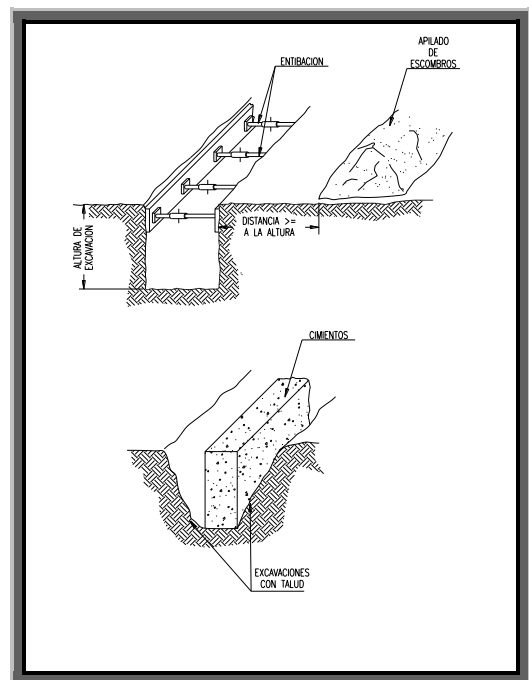 APILADO
DE
ESCOMBROS
ENTIBACION
DISTANCIA >=
A LA ALTURA
ALTURA DE
EXCAVACION
CIMIENTOS
EXCAVACIONES
CON TALUD